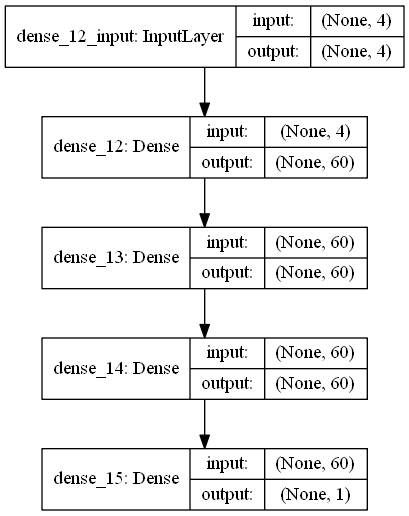 dense_12_input: InputLayer
input: (None, 4)
output: (None, 4)
dense_12: Dense
input: (None, 4)
output: (None, 60)
dense_13: Dense
input: (None, 60)
output: (None, 60)
dense_14: Dense
input: (None, 60)
output: (None, 60)
dense_15: Dense
input: (None, 60)
output: (None, 1)